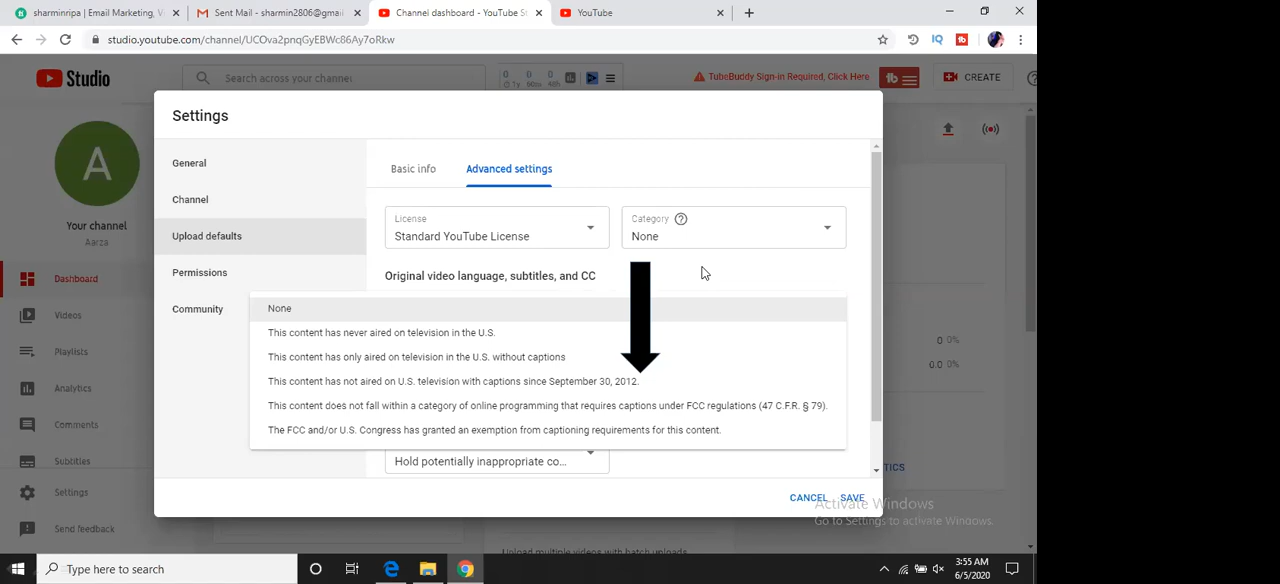 sharminripa | Email Marketing, V
Sent Mail - sharmin2806@gmai
Channel dashboard - YouTube St
YouTube
studio.youtube.com/channel/UCOva2pnqGyEBWc86Ay7oRkw
Studio
Search across your channel
TubeBuddy Sign-in Required, Click Here
CREATE
Settings
A
Your channel
Aarza
General
Channel
Upload defaults
Permissions
Community
Basic info
Advanced settings
License
Standard YouTube License
Category
None
Original video language, subtitles, and CC
None
This content has never aired on television in the U.S.
This content has only aired on television in the U.S. without captions
This content has not aired on U.S. television with captions since September 30, 2012.
This content does not fall within a category of online programming that requires captions under FCC regulations (47 C.F.R. § 79).
The FCC and/or U.S. Congress has granted an exemption from captioning requirements for this content.
Hold potentially inappropriate co...
CANCEL
SAVE
Dashboard
Videos
Playlists
Analytics
Comments
Subtitles
Settings
Send feedback
0 0%
0.0 0%
TICS
Upload multiple videos with batch uploads
Activate Windows
Go to Settings to activate Windows.
Type here to search
3:55 AM
6/5/2020